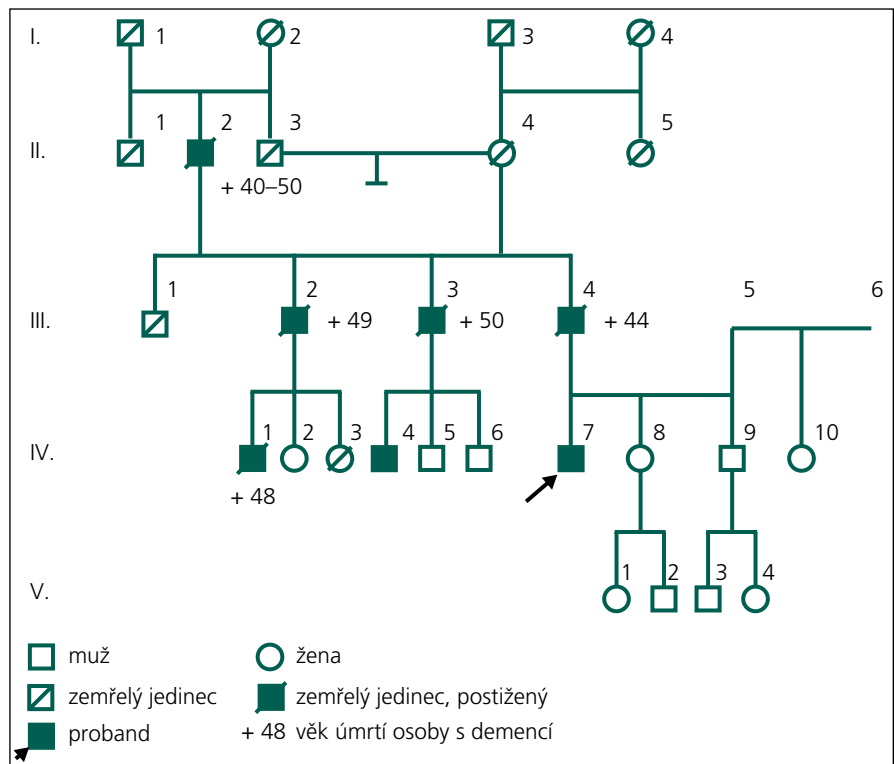 I. 1 2 3 4
II. 1 2 3 4 5
+ 40–50
III. 1 2 3 4 5 6
+ 49 + 50 + 44
IV. 1 2 3 4 5 6 7 8 9 10
+ 48
V. 1 2 3 4
muž žena
zemřelý jedinec zemřelý jedinec, postižený
proband + 48 věk úmrtí osoby s demencí